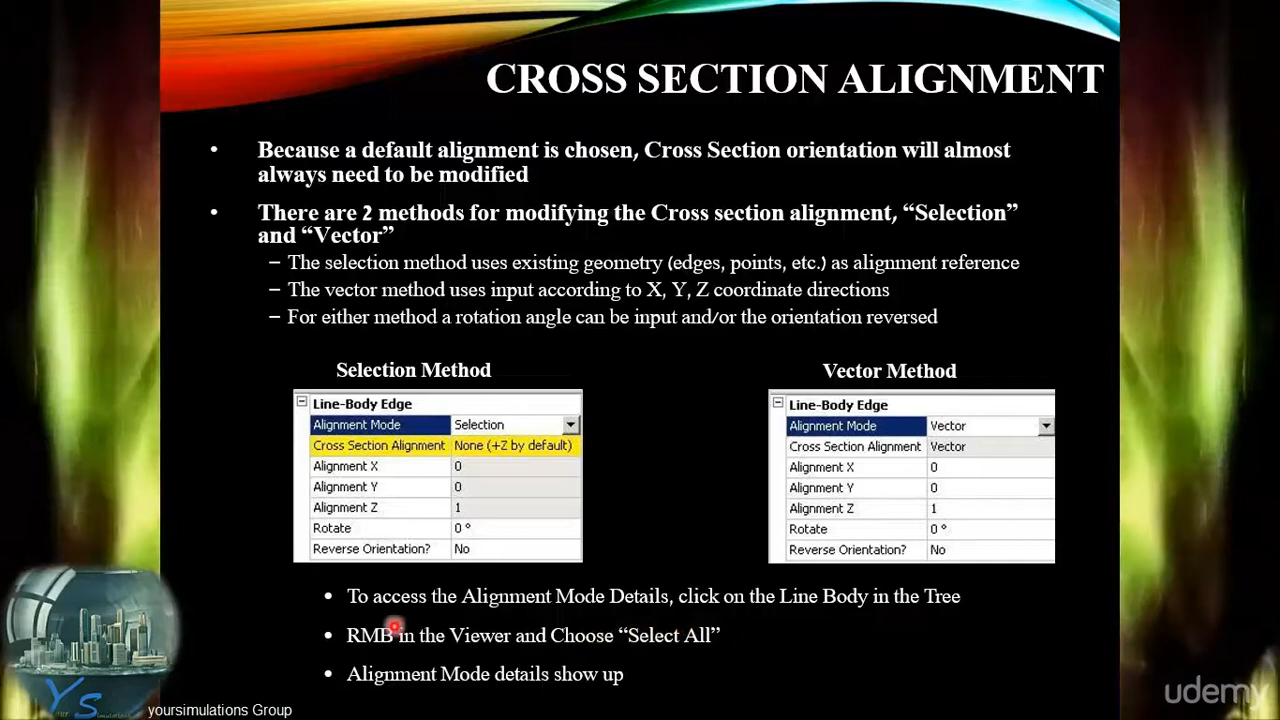 CROSS SECTION ALIGNMENT
• Because a default alignment is chosen, Cross Section orientation will almost
always need to be modified
• There are 2 methods for modifying the Cross section alignment, “Selection”
and “Vector”
– The selection method uses existing geometry (edges, points, etc.) as alignment reference
– The vector method uses input according to X, Y, Z coordinate directions
– For either method a rotation angle can be input and/or the orientation reversed
Selection Method
Line-Body Edge
Alignment Mode Selection
Cross Section Alignment None (+Z by default)
Alignment X 0
Alignment Y 0
Alignment Z 1
Rotate 0 °
Reverse Orientation? No
Vector Method
Line-Body Edge
Alignment Mode Vector
Cross Section Alignment Vector
Alignment X 0
Alignment Y 0
Alignment Z 1
Rotate 0 °
Reverse Orientation? No
• To access the Alignment Mode Details, click on the Line Body in the Tree
• RMB in the Viewer and Choose “Select All”
• Alignment Mode details show up
YS
yoursimulations Group
udemy